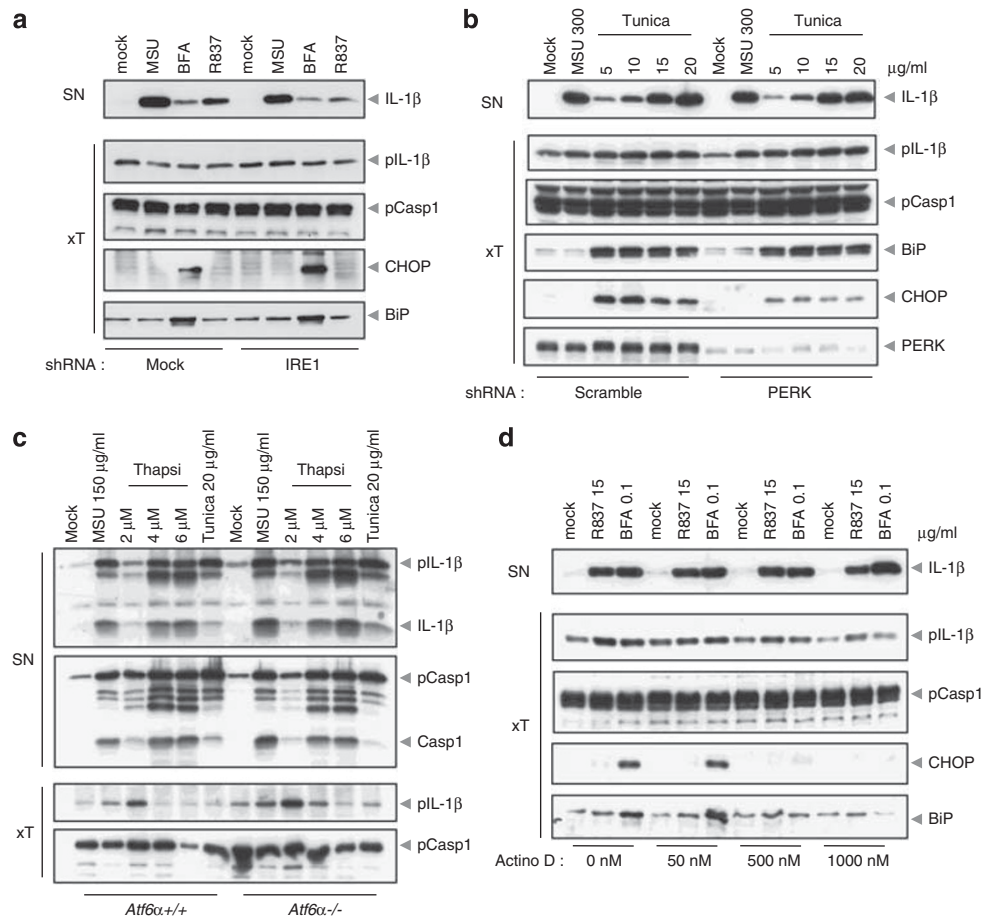 a
mock MSU BFA R837 mock MSU BFA R837
SN
IL-1β
pIL-1β
pCasp1
xT
CHOP
BiP
shRNA : Mock IRE1
b
Tunica Tunica
Mock MSU 300 5 10 15 20 Mock MSU 300 5 10 15 20 μg/ml
SN
IL-1β
pIL-1β
pCasp1
xT
BiP
CHOP
PERK
shRNA : Scramble PERK
c
Thapsi Thapsi
Mock MSU 150 μg/ml 2 μM 4 μM 6 μM Tunica 20 μg/ml Mock MSU 150 μg/ml 2 μM 4 μM 6 μM Tunica 20 μg/ml
pIL-1β
IL-1β
SN
pCasp1
Casp1
pIL-1β
xT
pCasp1
Atf6α+/+ Atf6α-/-
d
mock R837 15 BFA 0.1 mock R837 15 BFA 0.1 mock R837 15 BFA 0.1 mock R837 15 BFA 0.1 μg/ml
SN
IL-1β
pIL-1β
pCasp1
xT
CHOP
BiP
Actino D : 0 nM 50 nM 500 nM 1000 nM